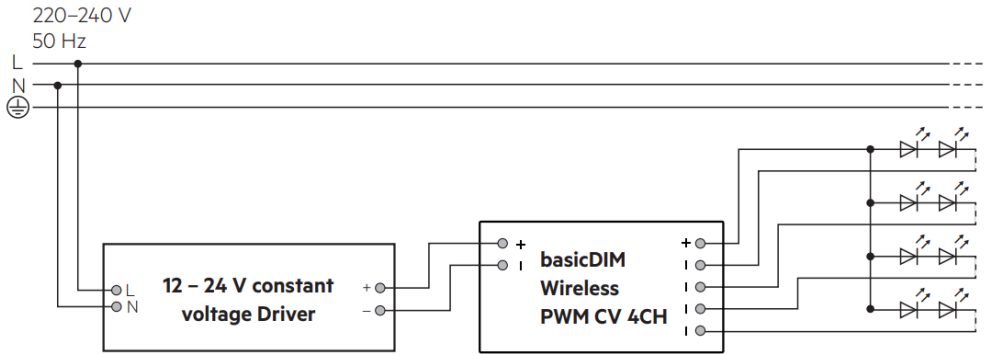 220–240 V
50 Hz
L
N
12 – 24 V constant
voltage Driver
L
N
+
–
+
–
basicDIM
Wireless
PWM CV 4CH
+
–
–
–
–